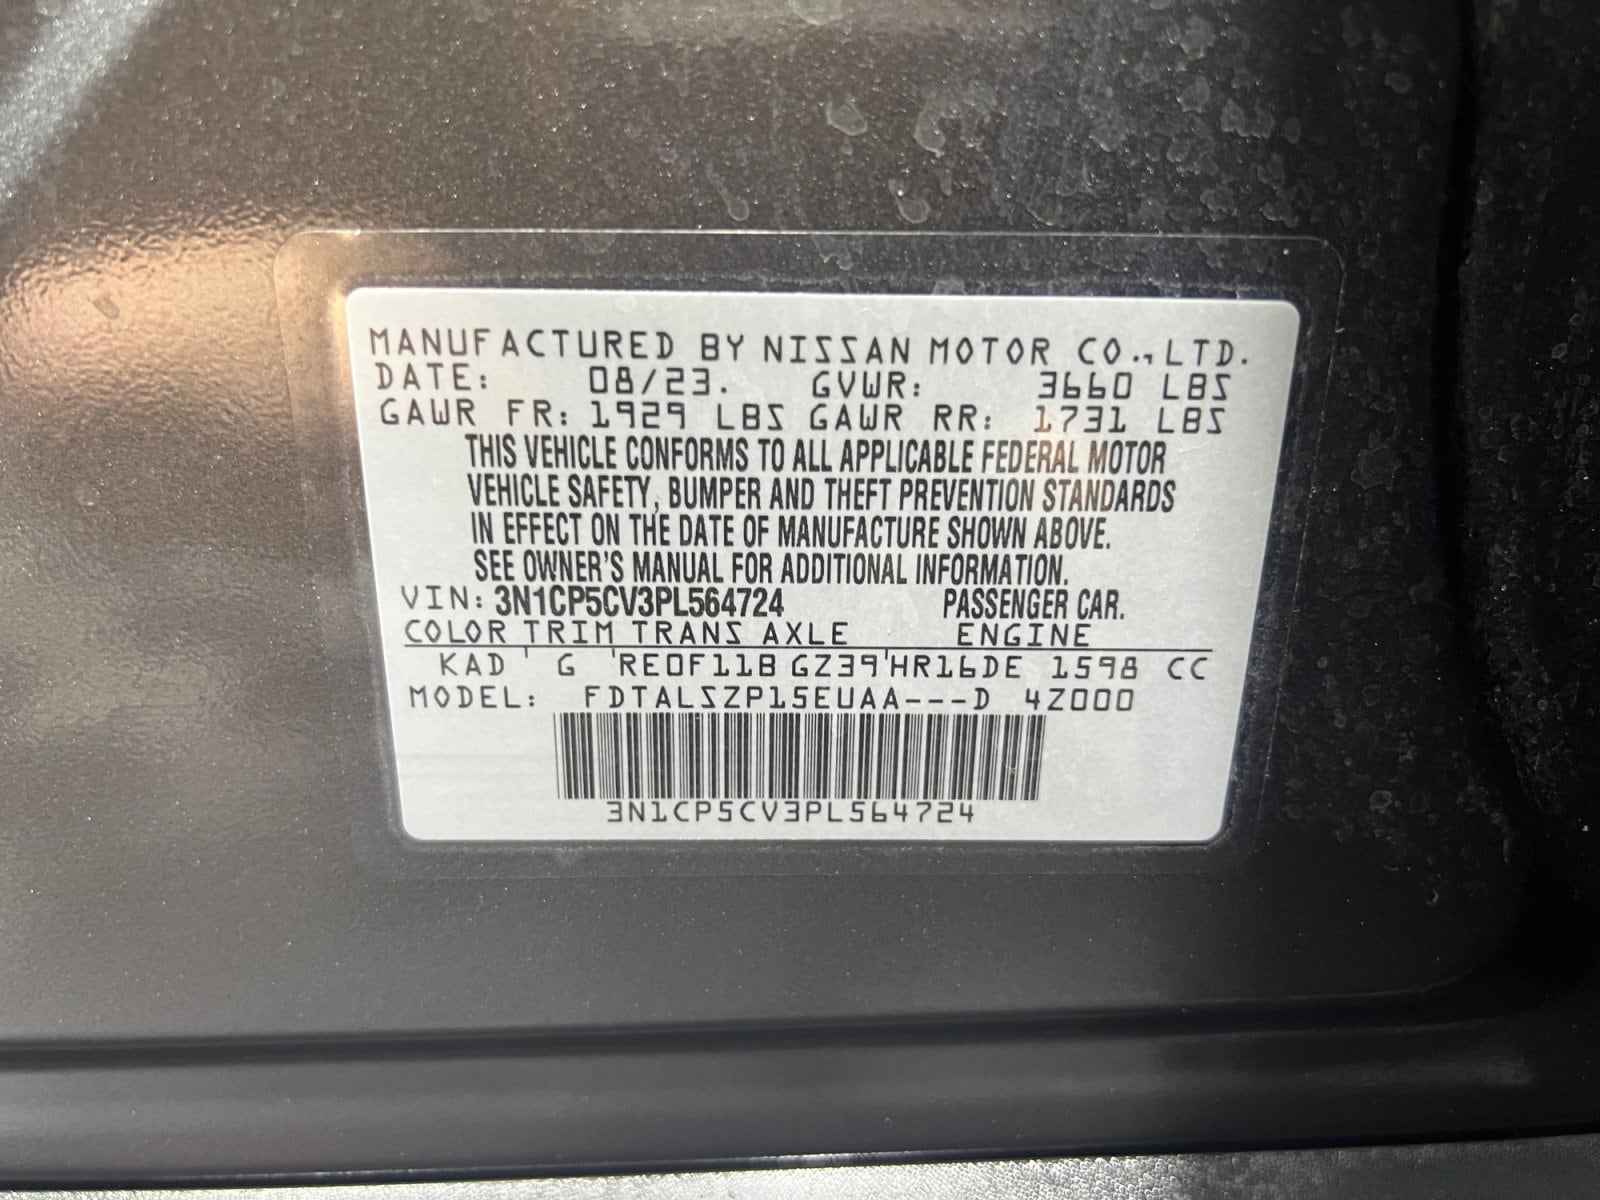 MANUFACTURED BY NISSAN MOTOR CO.,LTD.
DATE: 08/23. GVWR: 3660 LBS
GAWR FR: 1929 LBS GAWR RR: 1731 LBS
THIS VEHICLE CONFORMS TO ALL APPLICABLE FEDERAL MOTOR
VEHICLE SAFETY, BUMPER AND THEFT PREVENTION STANDARDS
IN EFFECT ON THE DATE OF MANUFACTURE SHOWN ABOVE.
SEE OWNER'S MANUAL FOR ADDITIONAL INFORMATION.
VIN: 3N1CP5CV3PL564724 PASSENGER CAR.
COLOR TRIM TRANS AXLE ENGINE
KAD ' G 'RE0F11B GZ39'HR16DE 1598 CC
MODEL: FDTALSZP15EUAA---D 4Z000
3N1CP5CV3PL564724